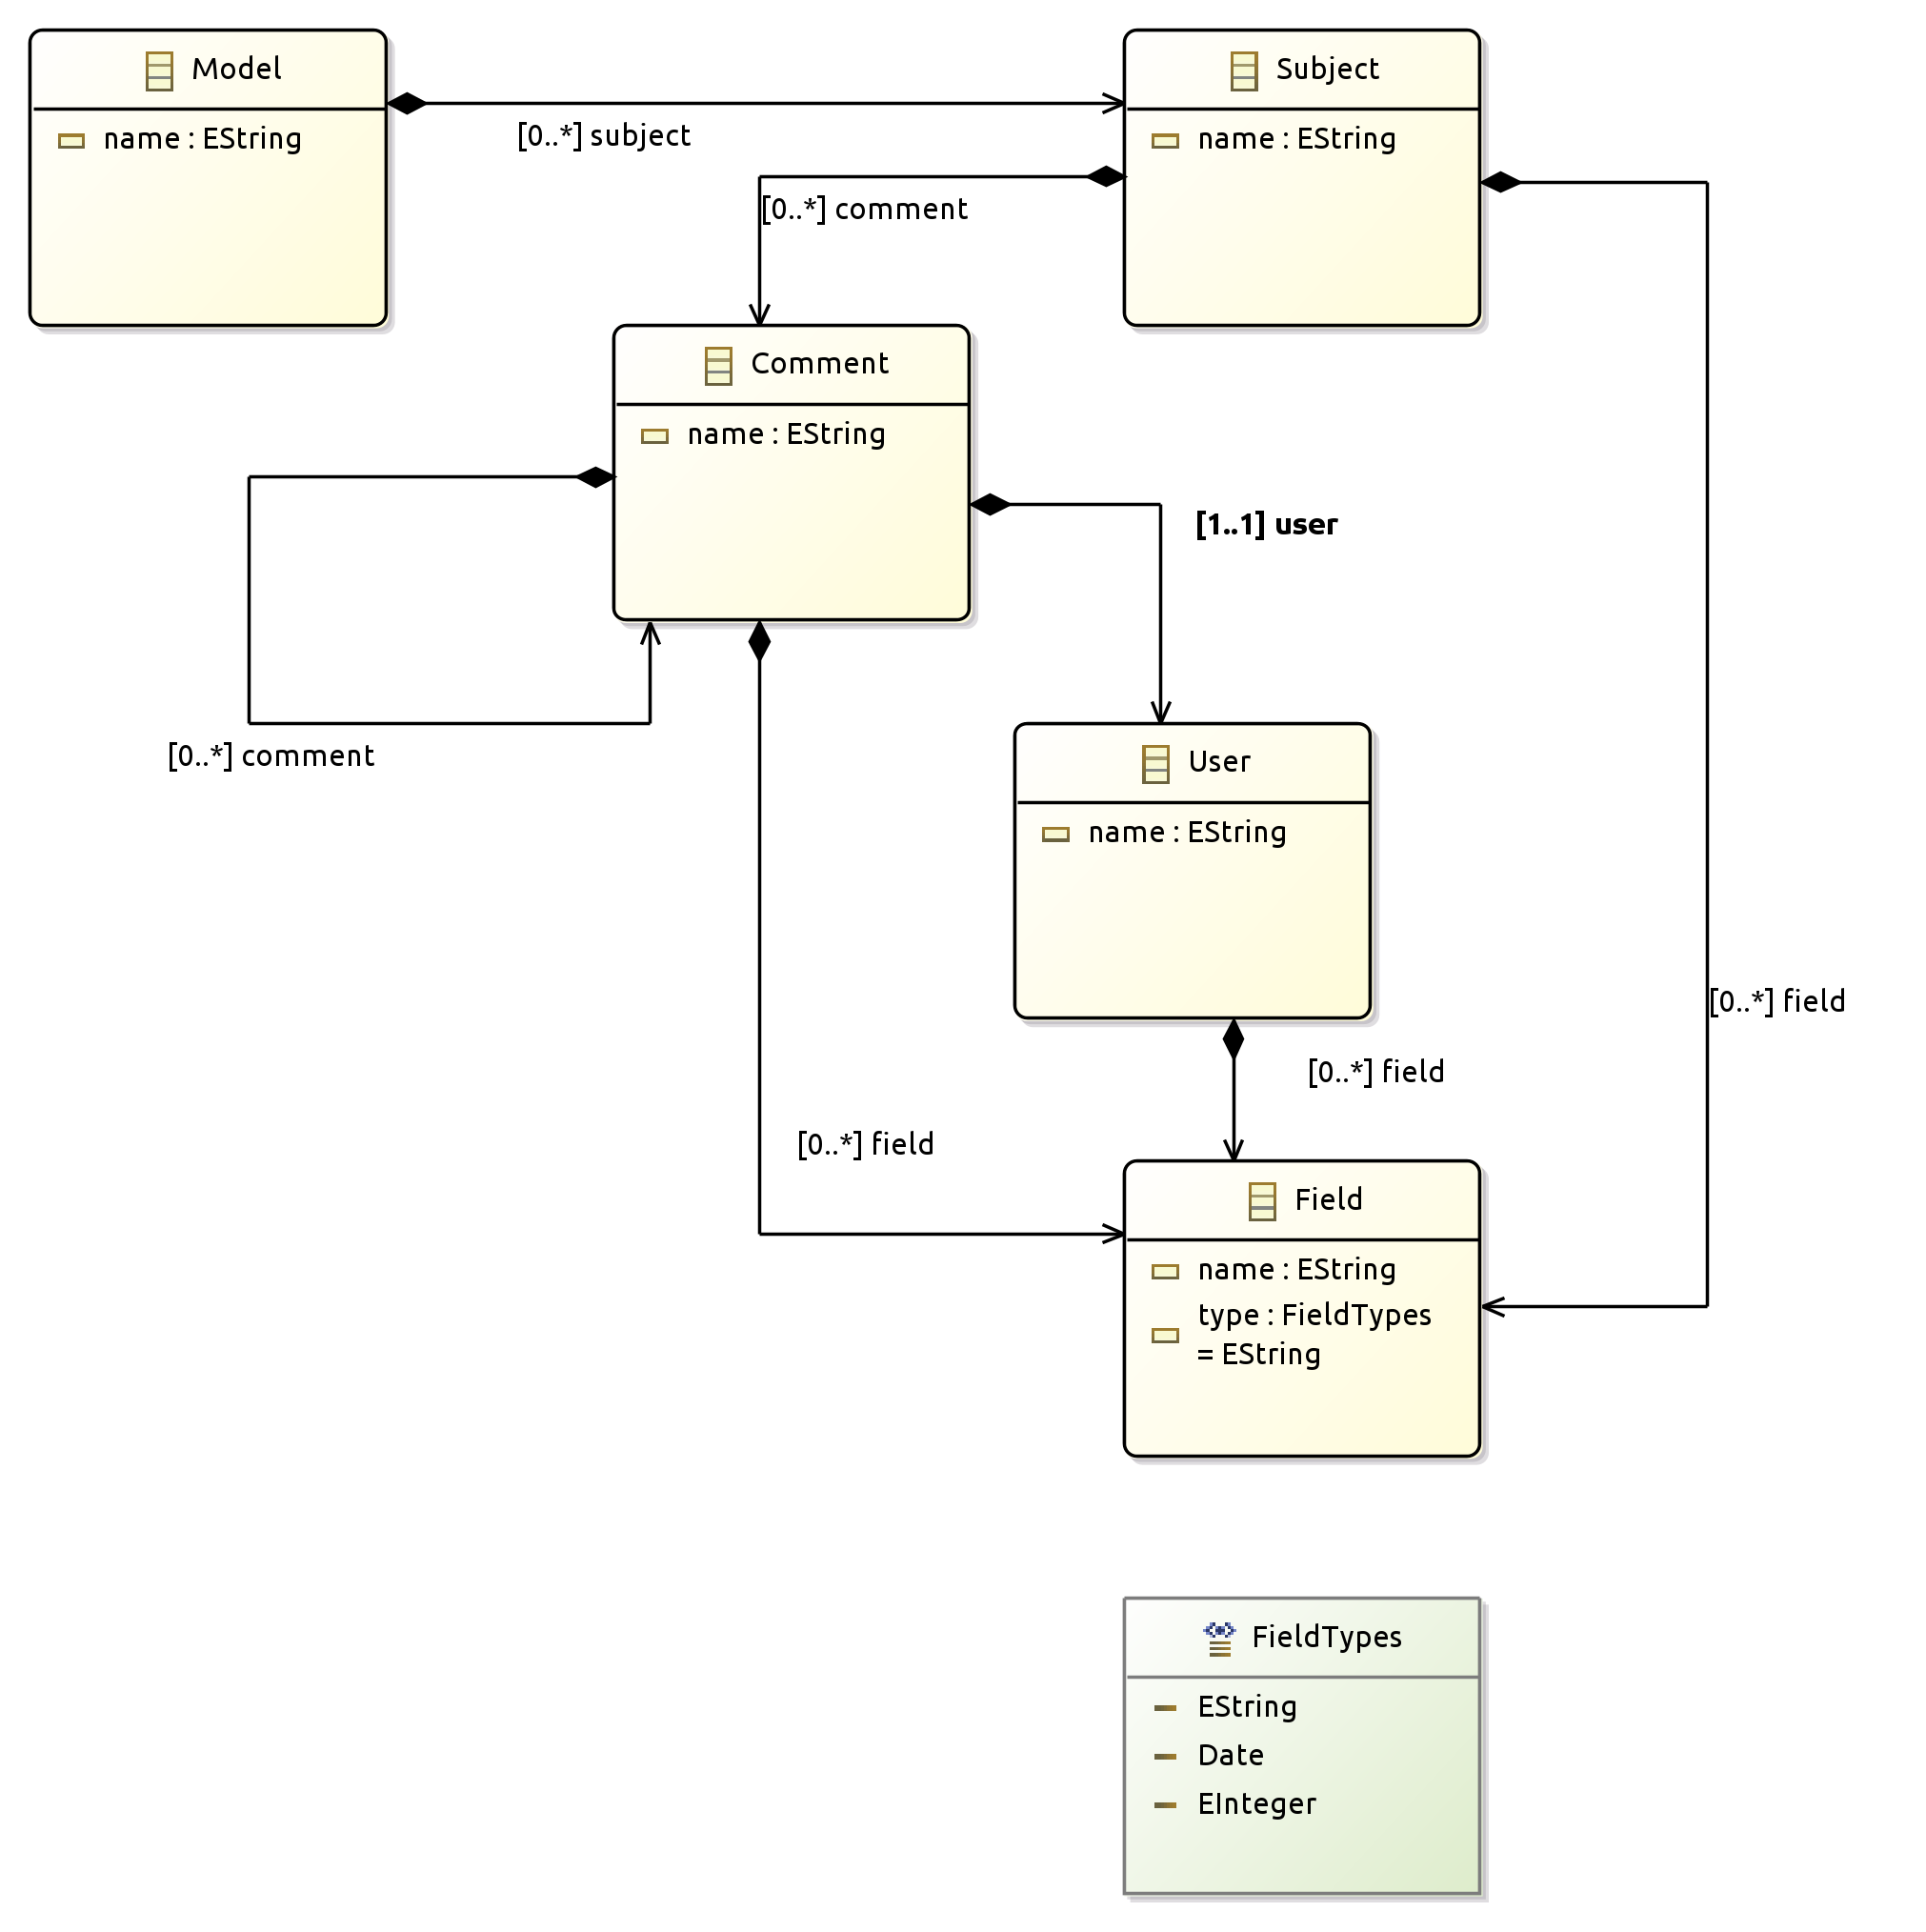 Model
name : EString
[0..*] subject
Subject
name : EString
[0..*] comment
Comment
name : EString
[0..*] comment
[1..1] user
User
name : EString
[0..*] field
[0..*] field
[0..*] field
Field
name : EString
type : FieldTypes
= EString
FieldTypes
EString
Date
EInteger